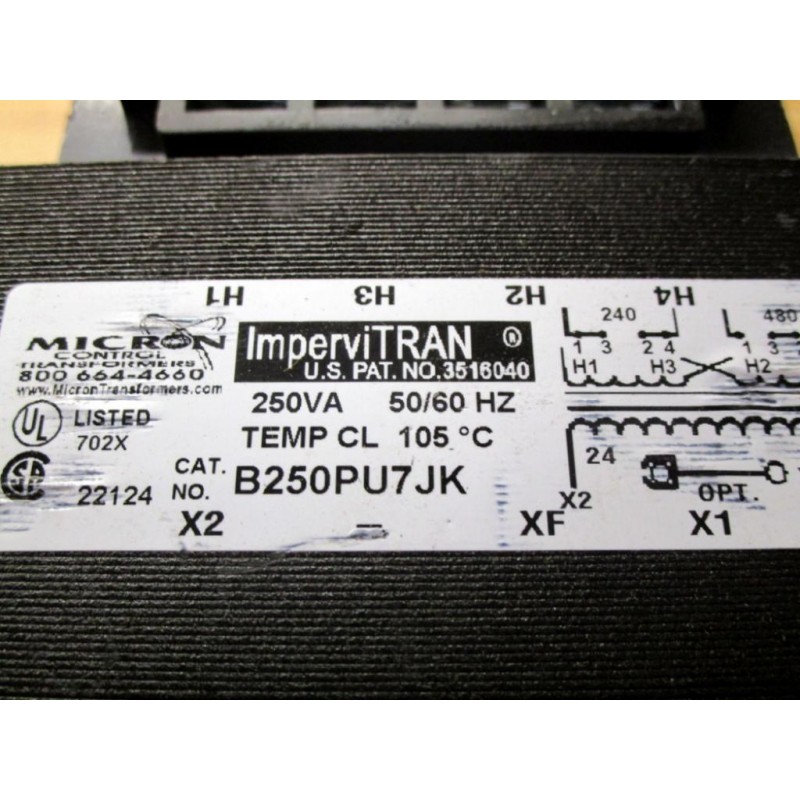 H1 H3 H2 H4
MICRON
CONTROL
TRANSFORMERS
800 664-4660
www.MicronTransformers.com
ImperviTRAN ®
U.S. PAT. NO. 3516040
250VA 50/60 HZ
TEMP CL 105 °C
UL LISTED
702X
22124
CAT.
NO. B250PU7JK
240 480
1 3 2 4 1 3
H1 H3 H2
24
X2 OPT.
X2 -- XF X1